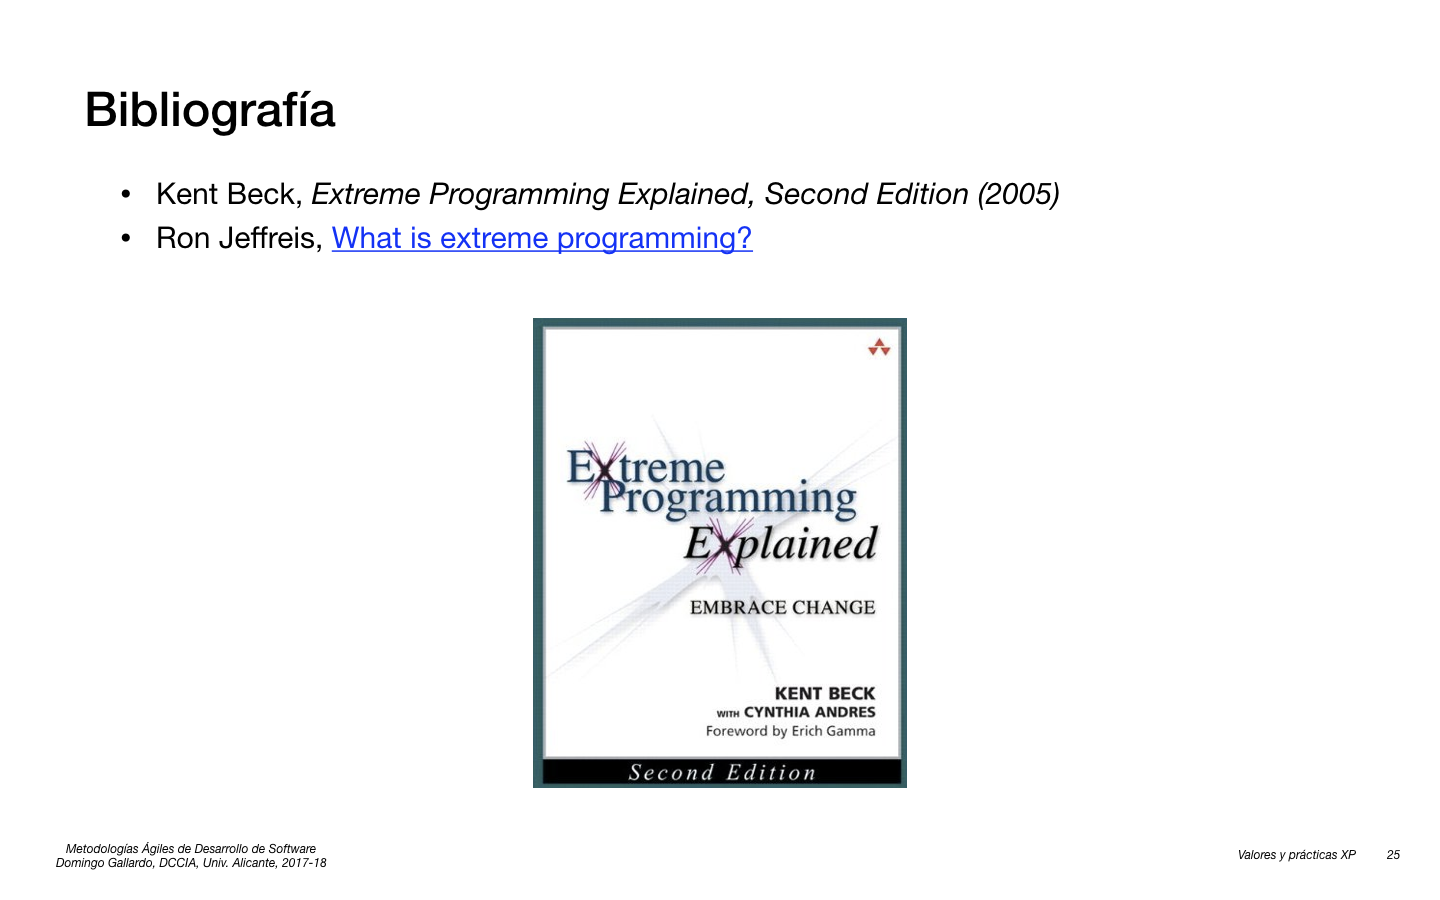 Bibliografía
• Kent Beck, Extreme Programming Explained, Second Edition (2005)
• Ron Jeffreis, What is extreme programming?
Extreme
Programming
Explained
EMBRACE CHANGE
KENT BECK
WITH CYNTHIA ANDRES
Foreword by Erich Gamma
Second Edition
Metodologías Ágiles de Desarrollo de Software
Domingo Gallardo, DCCIA, Univ. Alicante, 2017-18
Valores y prácticas XP 25